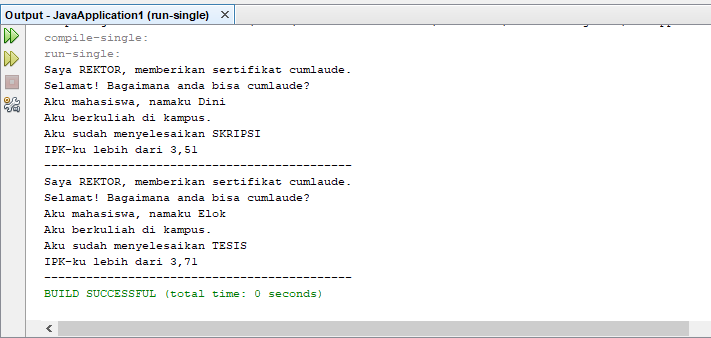 Output - JavaApplication1 (run-single)
compile-single:
run-single:
Saya REKTOR, memberikan sertifikat cumlaude.
Selamat! Bagaimana anda bisa cumlaude?
Aku mahasiswa, namaku Dini
Aku berkuliah di kampus.
Aku sudah menyelesaikan SKRIPSI
IPK-ku lebih dari 3,51
--------------------------------------------
Saya REKTOR, memberikan sertifikat cumlaude.
Selamat! Bagaimana anda bisa cumlaude?
Aku mahasiswa, namaku Elok
Aku berkuliah di kampus.
Aku sudah menyelesaikan TESIS
IPK-ku lebih dari 3,71
--------------------------------------------
BUILD SUCCESSFUL (total time: 0 seconds)